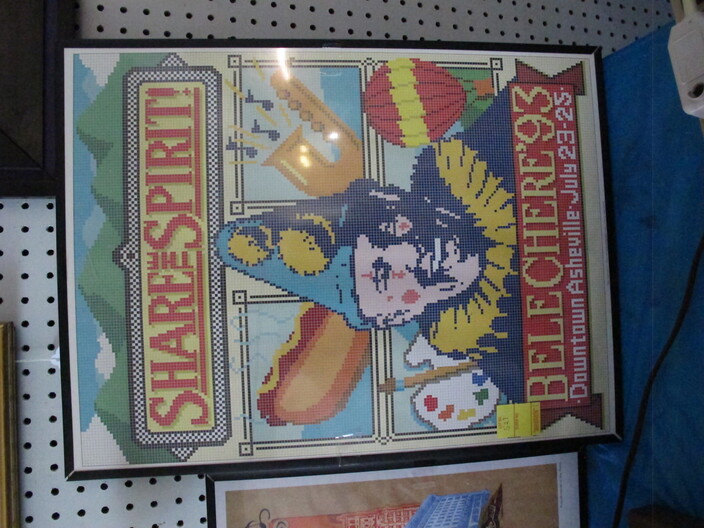 BELE CHERE '93
· Downtown Asheville · July 23-25 ·
SHARE THE SPIRIT!